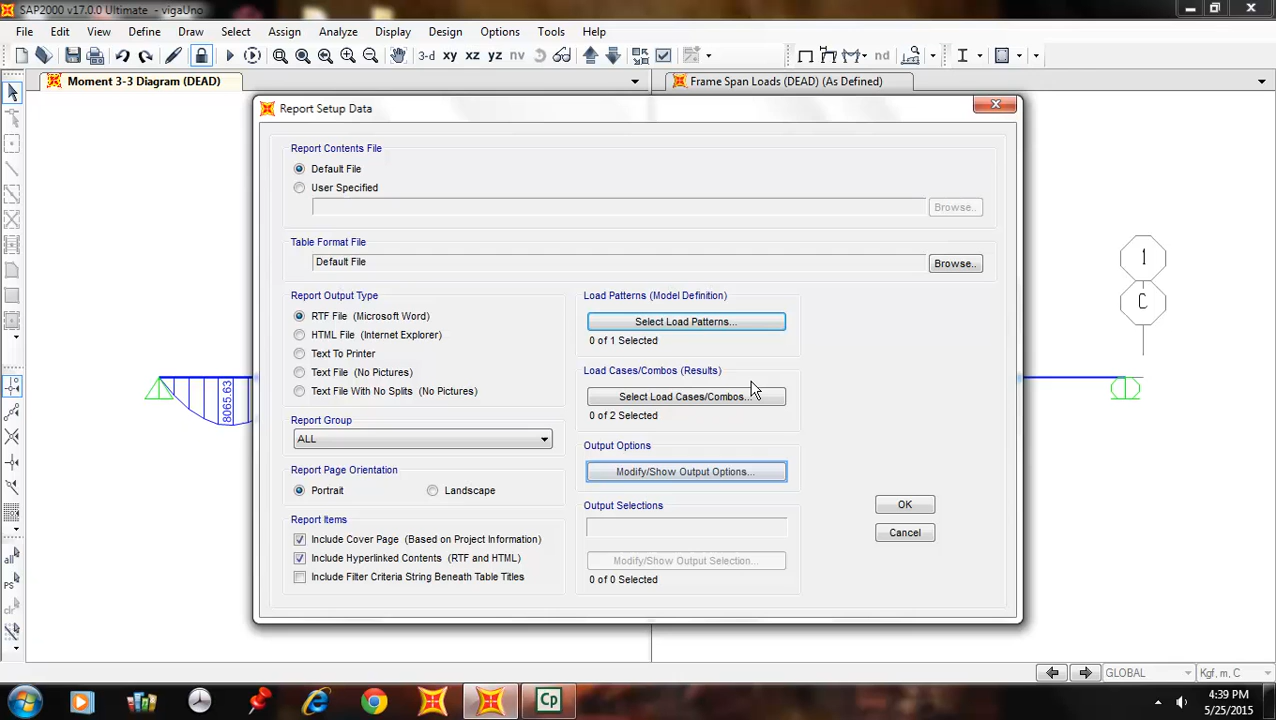 SAP2000 v17.0.0 Ultimate - vigaUno
File Edit View Define Draw Select Assign Analyze Display Design Options Tools Help
3-d xy xz yz nd
Moment 3-3 Diagram (DEAD)
Frame Span Loads (DEAD) (As Defined)
Report Setup Data
Report Contents File
Default File
User Specified
Browse..
Table Format File
Default File
Browse..
Report Output Type
RTF File (Microsoft Word)
HTML File (Internet Explorer)
Text To Printer
Text File (No Pictures)
Text File With No Splits (No Pictures)
Report Group
ALL
Report Page Orientation
Portrait
Landscape
Report Items
Include Cover Page (Based on Project Information)
Include Hyperlinked Contents (RTF and HTML)
Include Filter Criteria String Beneath Table Titles
Load Patterns (Model Definition)
Select Load Patterns...
0 of 1 Selected
Load Cases/Combos (Results)
Select Load Cases/Combos...
0 of 2 Selected
Output Options
Modify/Show Output Options...
Output Selections
Modify/Show Output Selection...
0 of 0 Selected
OK
Cancel
8065.63
1
C
all
PS
clr
GLOBAL
Kgf, m, C
Cp
4:39 PM
5/25/2015